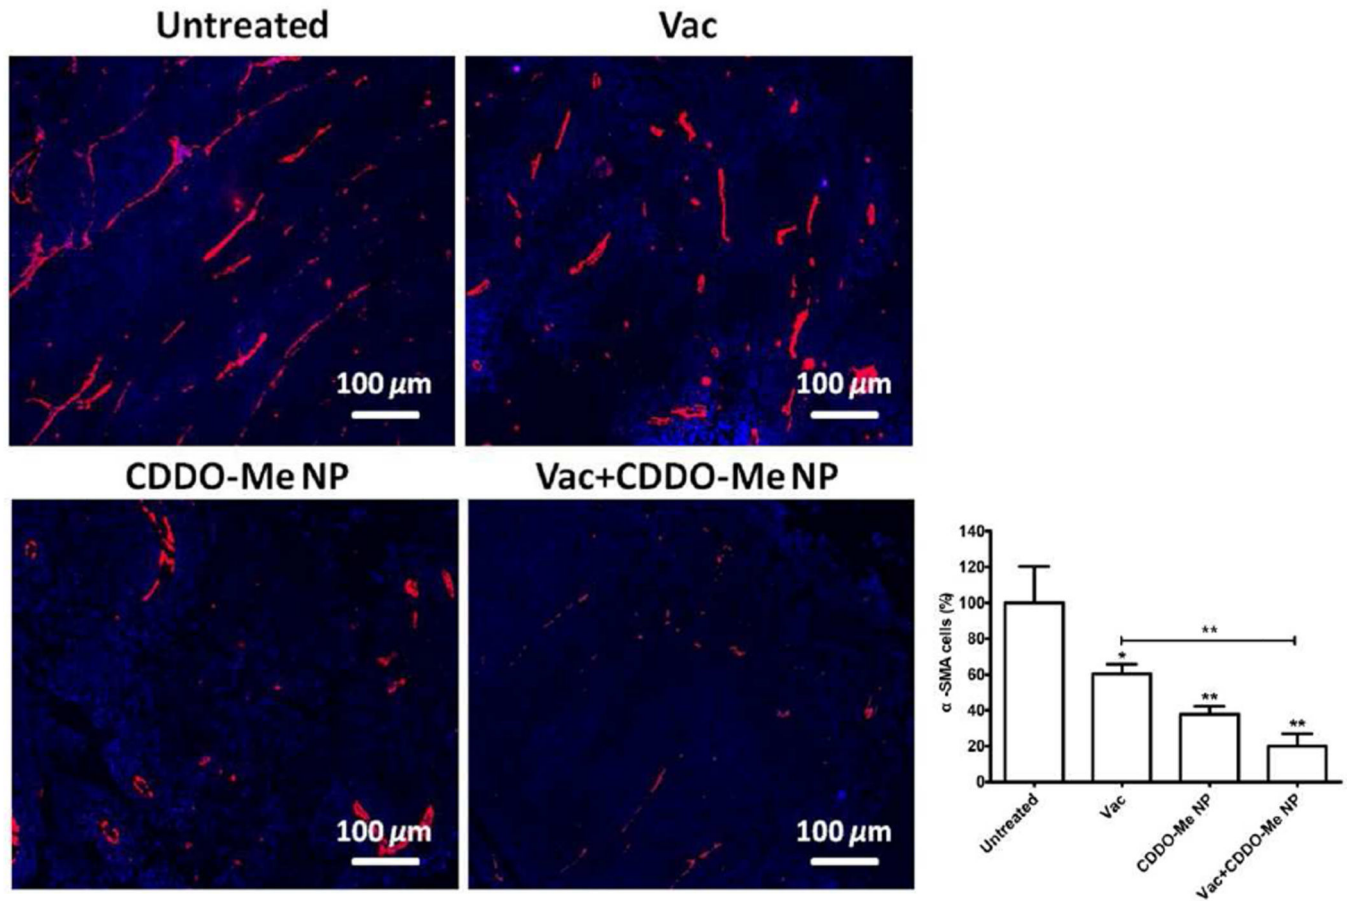 Untreated
Vac
100 µm
100 µm
CDDO-Me NP
Vac+CDDO-Me NP
100 µm
100 µm
α -SMA cells (%)
140
120
100
80
60
40
20
0
**
*
**
**
Untreated
Vac
CDDO-Me NP
Vac+CDDO-Me NP